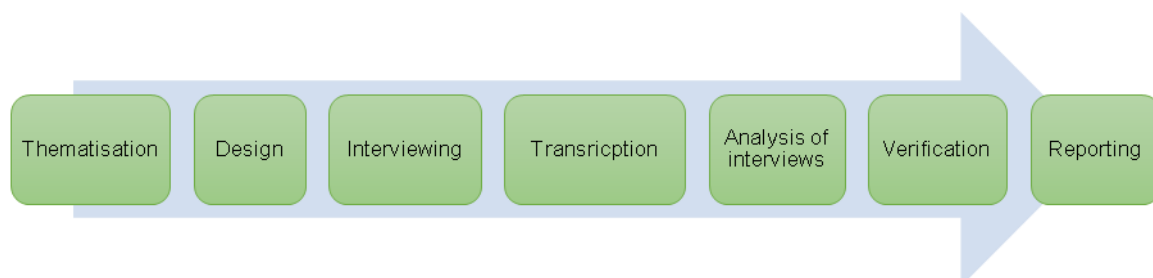 Thematisation
Design
Interviewing
Transricption
Analysis of
interviews
Verification
Reporting